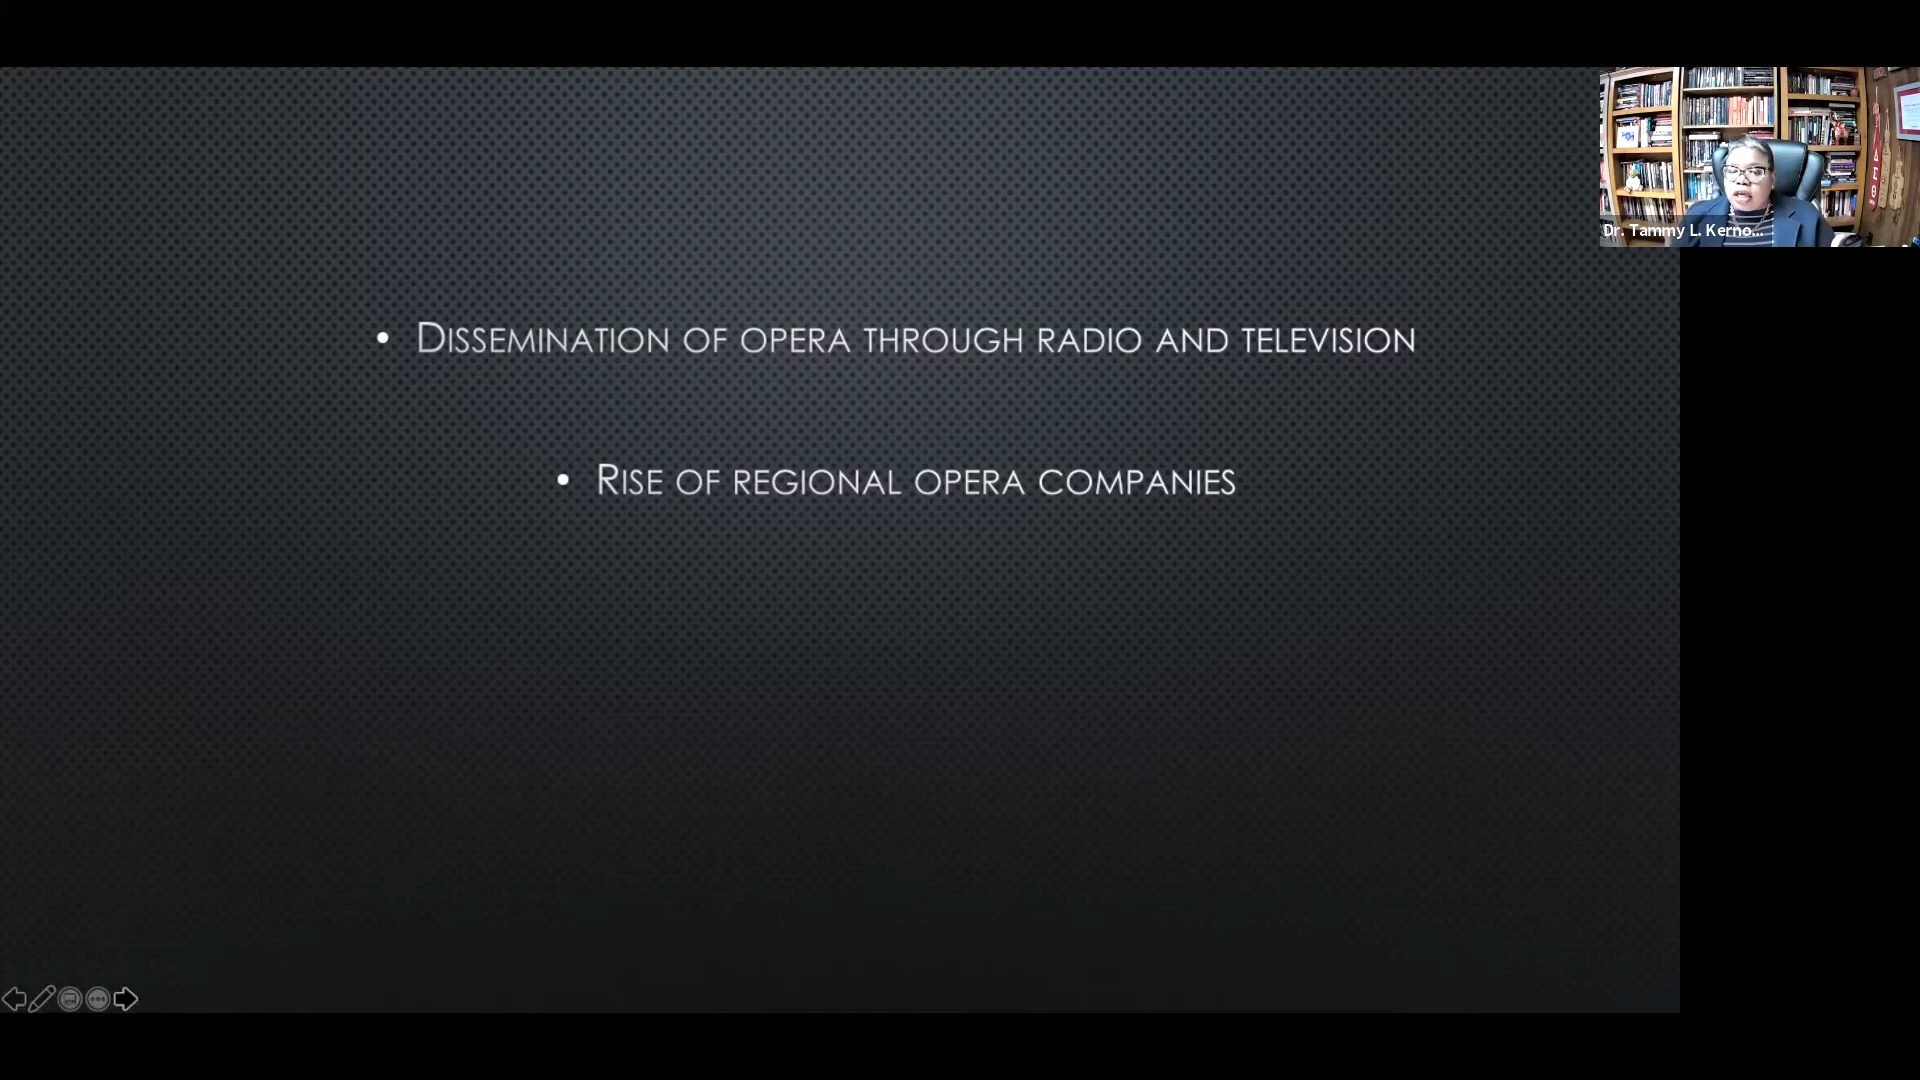 • Dissemination of opera through radio and television
• Rise of regional opera companies
Dr. Tammy L. Kerno...